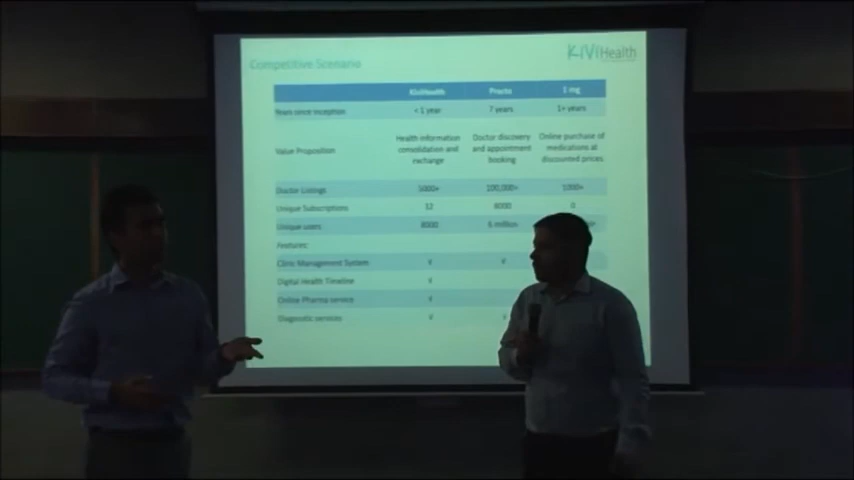 Competitive Scenario
KiViHealth
KiviHealth Practo 1 mg
Years since inception < 1 year 7 years 1+ years
Value Proposition
Health information consolidation and exchange
Doctor discovery and appointment booking
Online purchase of medications at discounted prices
Doctor Listings 5000+ 100,000+ 1000+
Unique Subscriptions 12 8000 0
Unique users 8000 6 million
Features:
Clinic Management System
Digital Health Timeline
Online Pharma service
Diagnostic services